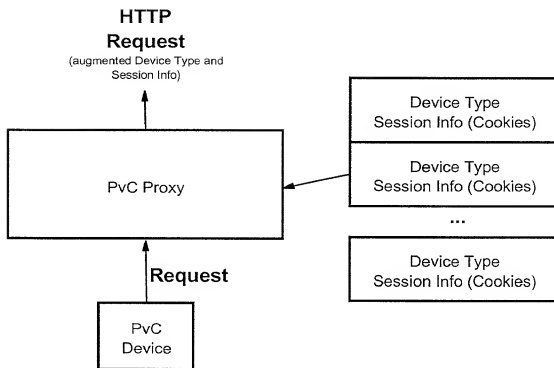 HTTP
Request
(augmented Device Type and
Session Info)
PvC Proxy
Request
PvC
Device
Device Type
Session Info (Cookies)
Device Type
Session Info (Cookies)
...
Device Type
Session Info (Cookies)